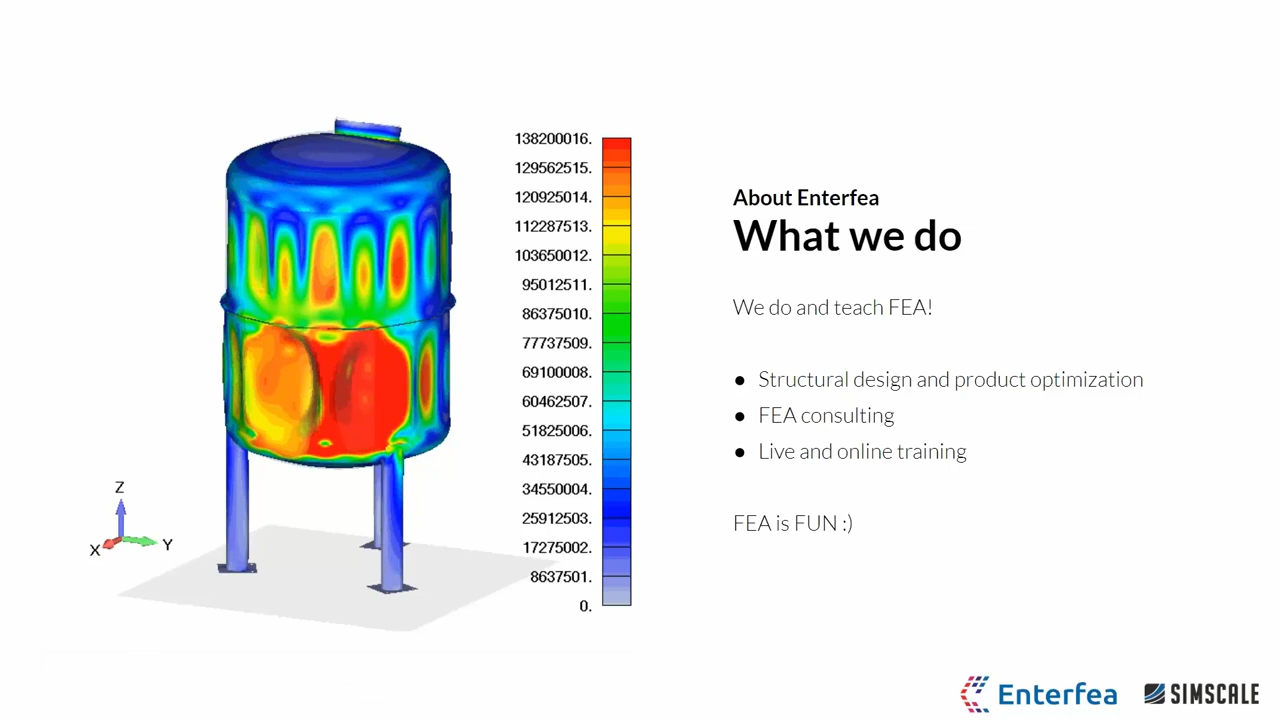 138200016.
129562515.
120925014.
112287513.
103650012.
95012511.
86375010.
77737509.
69100008.
60462507.
51825006.
43187505.
34550004.
25912503.
17275002.
8637501.
0.
Z
X
Y
About Enterfea
What we do
We do and teach FEA!
● Structural design and product optimization
● FEA consulting
● Live and online training
FEA is FUN :)
Enterfea
SIMSCALE